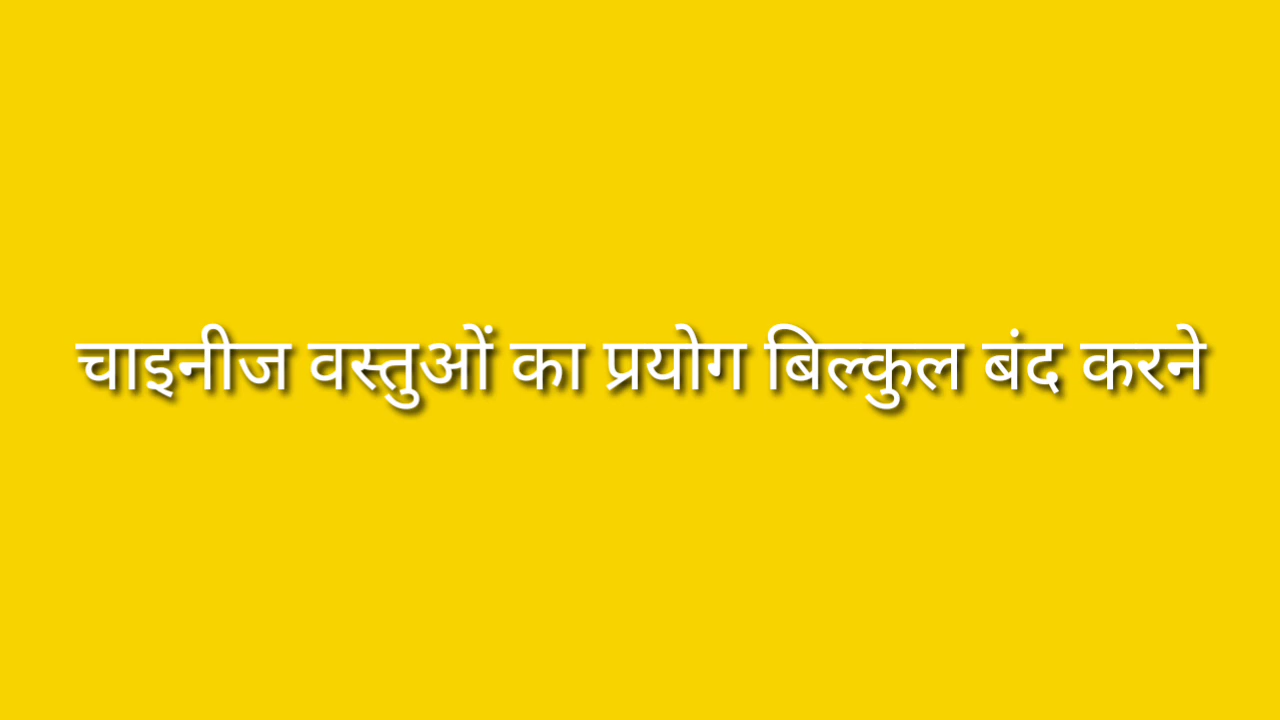 चाइनीज वस्तुओं का प्रयोग बिल्कुल बंद करने